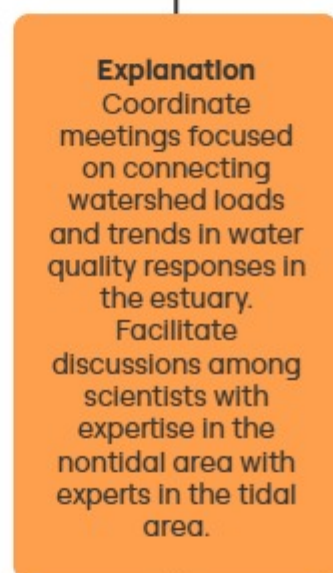 Explanation
Coordinate
meetings focused
on connecting
watershed loads
and trends in water
quality responses in
the estuary.
Facilitate
discussions among
scientists with
expertise in the
nontidal area with
experts in the tidal
area.